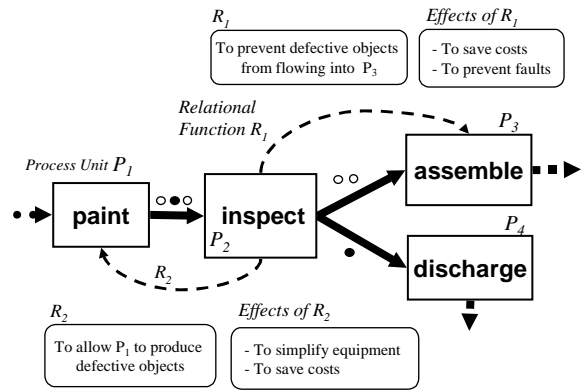 R1
Effects of R1
To prevent defective objects
from flowing into P3
- To save costs
- To prevent faults
Relational
Function R1
P3
Process Unit P1
assemble
paint
inspect
P2
P4
discharge
R2
R2
Effects of R2
To allow P1 to produce
defective objects
- To simplify equipment
- To save costs